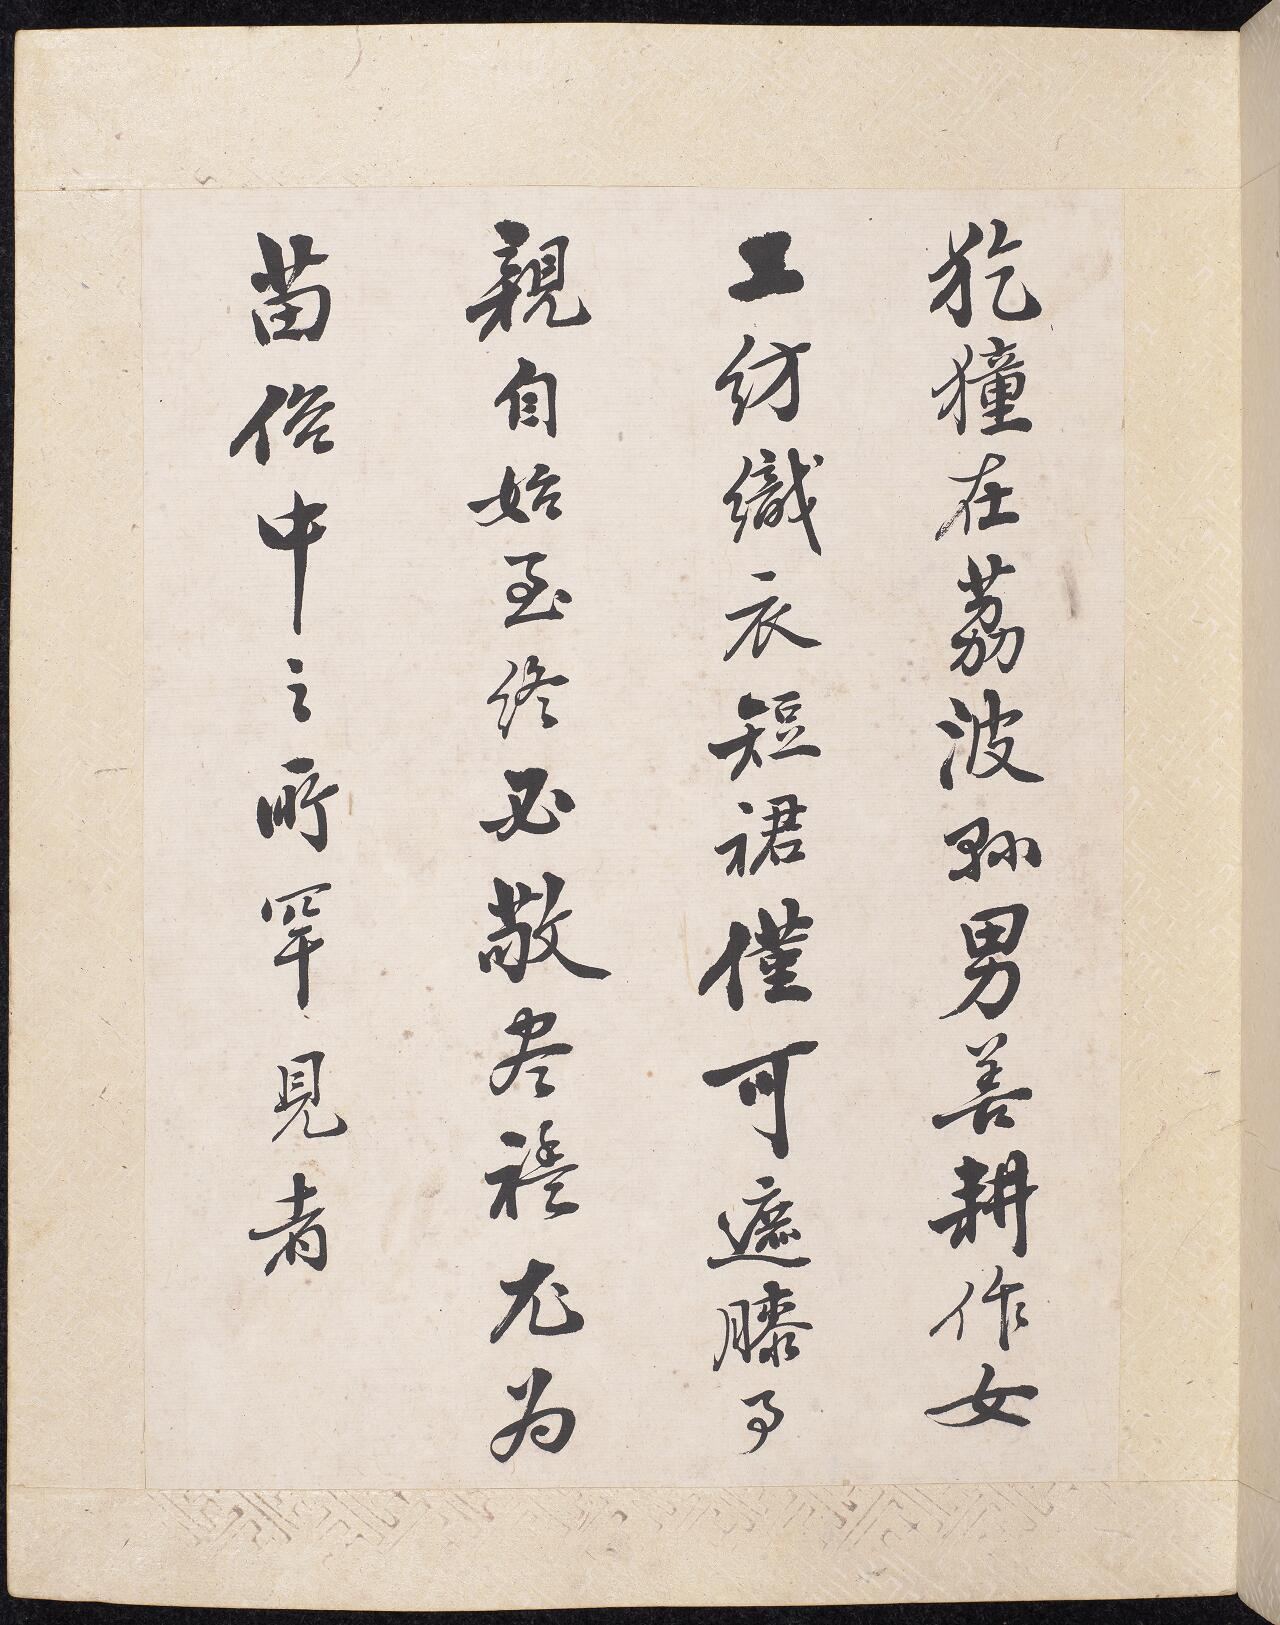 犵獞在荔波縣男善耕作女
工紡織衣短裙僅可遮膝事
親自始至終必敬盡禮尤為
苗俗中之所罕見者